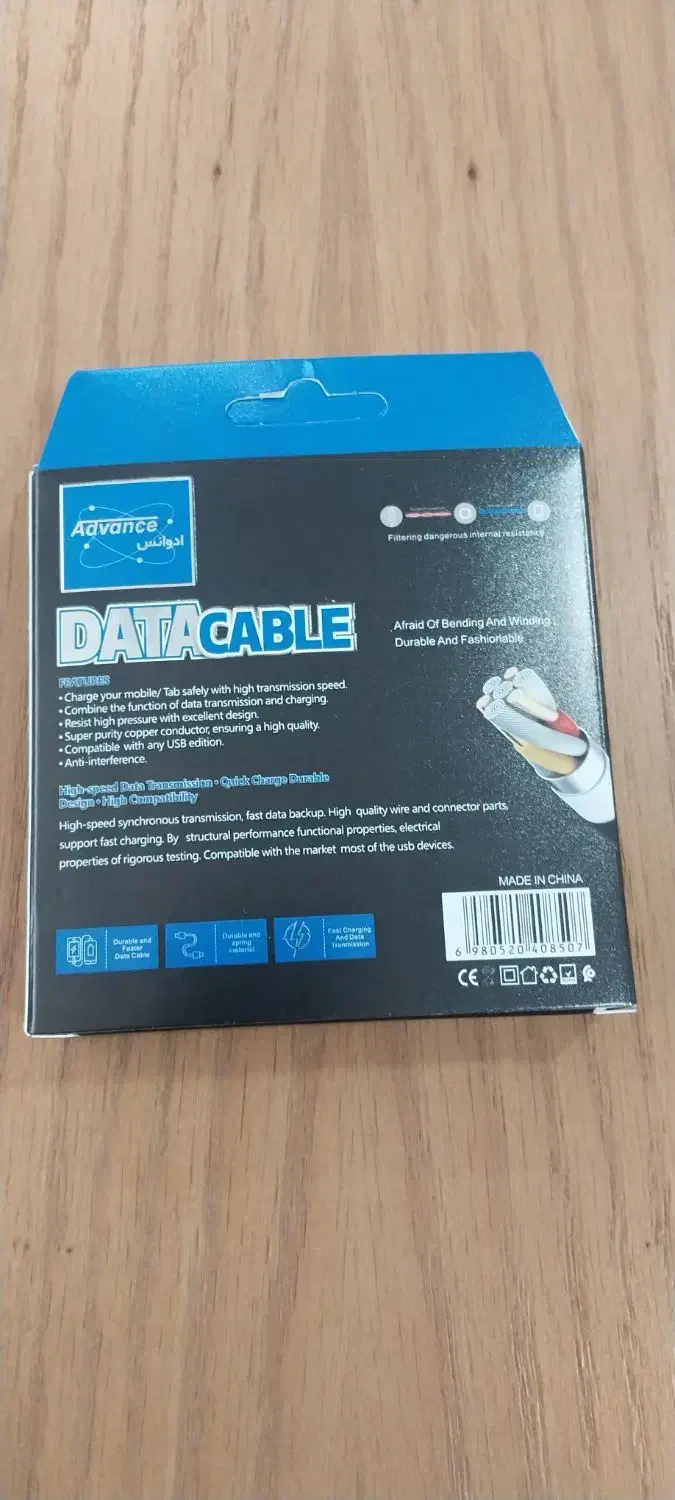 Advance
ادوانس
Filtering dangerous internal resistance
DATACABLE
Afraid Of Bending And Winding
Durable And Fashionable
FEATURES
• Charge your mobile/ Tab safely with high transmission speed.
• Combine the function of data transmission and charging.
• Resist high pressure with excellent design.
• Super purity copper conductor, ensuring a high quality.
• Compatible with any USB edition.
• Anti-interference.
High-speed Data Transmission • Quick Charge Durable
Design • High Compatibility
High-speed synchronous transmission, fast data backup. High quality wire and connector parts,
support fast charging. By structural performance functional properties, electrical
properties of rigorous testing. Compatible with the market most of the usb devices.
MADE IN CHINA
6 980520 408507
Durable and
Faster
Data Cable
Durable and
spring
material
Fast Charging
And Data
Tranmission
CE